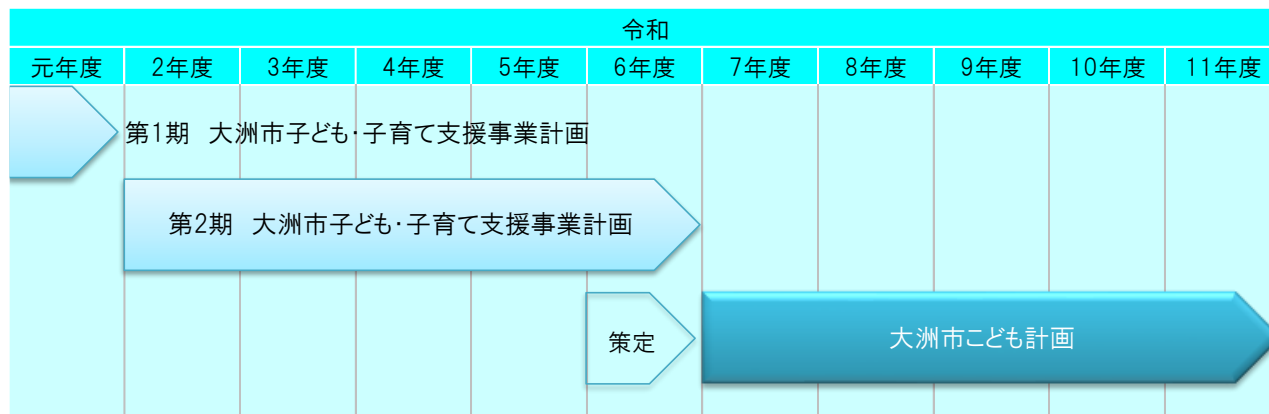 令和
元年度 2年度 3年度 4年度 5年度 6年度 7年度 8年度 9年度 10年度 11年度
第1期　大洲市子ども・子育て支援事業計画
第2期　大洲市子ども・子育て支援事業計画
策定 大洲市こども計画